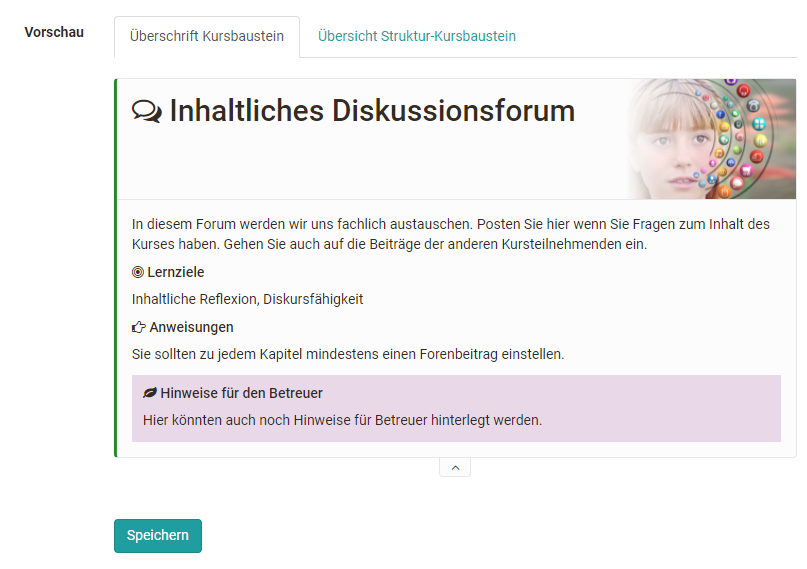 Vorschau
Überschrift Kursbaustein
Übersicht Struktur-Kursbaustein
Inhaltliches Diskussionsforum
In diesem Forum werden wir uns fachlich austauschen. Posten Sie hier wenn Sie Fragen zum Inhalt des
Kurses haben. Gehen Sie auch auf die Beiträge der anderen Kursteilnehmenden ein.
Lernziele
Inhaltliche Reflexion, Diskursfähigkeit
Anweisungen
Sie sollten zu jedem Kapitel mindestens einen Forenbeitrag einstellen.
Hinweise für den Betreuer
Hier könnten auch noch Hinweise für Betreuer hinterlegt werden.
Speichern